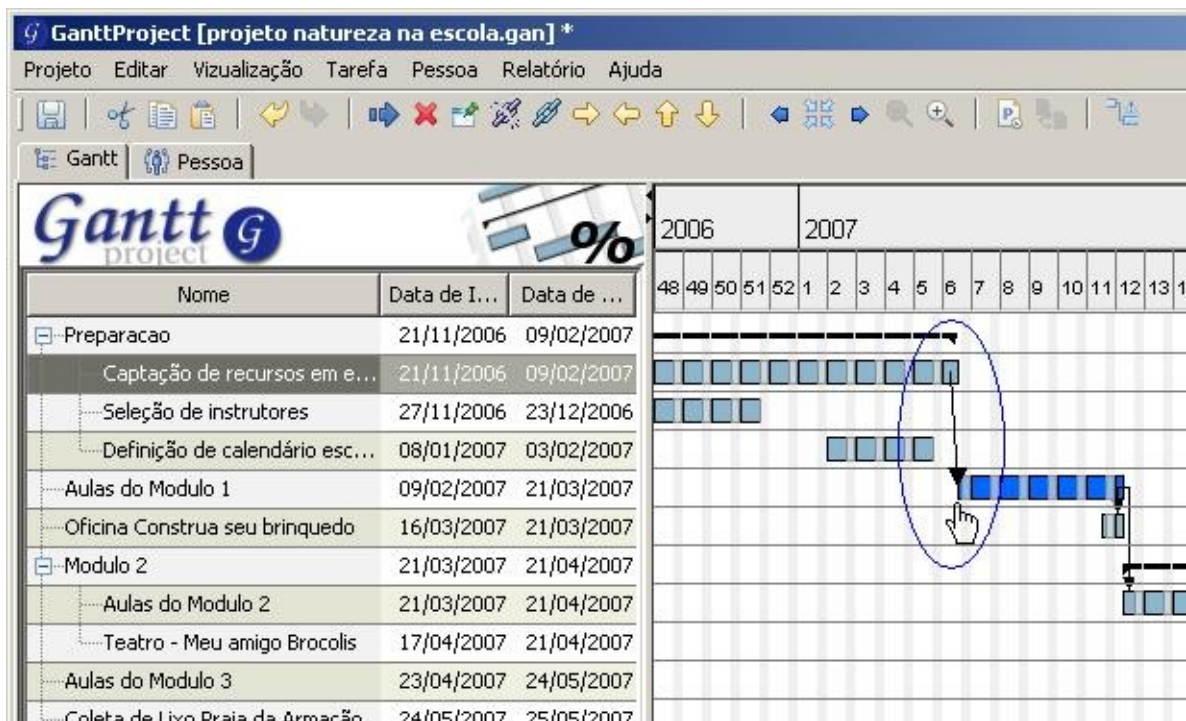 GanttProject [projeto natureza na escola.gan] *
Projeto Editar Vizualização Tarefa Pessoa Relatório Ajuda
Gantt Pessoa
Gantt project %
2006 2007
Nome Data de I... Data de ...
48 49 50 51 52 1 2 3 4 5 6 7 8 9 10 11 12 13 1
Preparacao 21/11/2006 09/02/2007
Captação de recursos em e... 21/11/2006 09/02/2007
Seleção de instrutores 27/11/2006 23/12/2006
Definição de calendário esc... 08/01/2007 03/02/2007
Aulas do Modulo 1 09/02/2007 21/03/2007
Oficina Construa seu brinquedo 16/03/2007 21/03/2007
Modulo 2 21/03/2007 21/04/2007
Aulas do Modulo 2 21/03/2007 21/04/2007
Teatro - Meu amigo Brocolis 17/04/2007 21/04/2007
Aulas do Modulo 3 23/04/2007 24/05/2007
Coleta de Lixo Praia da Armação 24/05/2007 25/05/2007